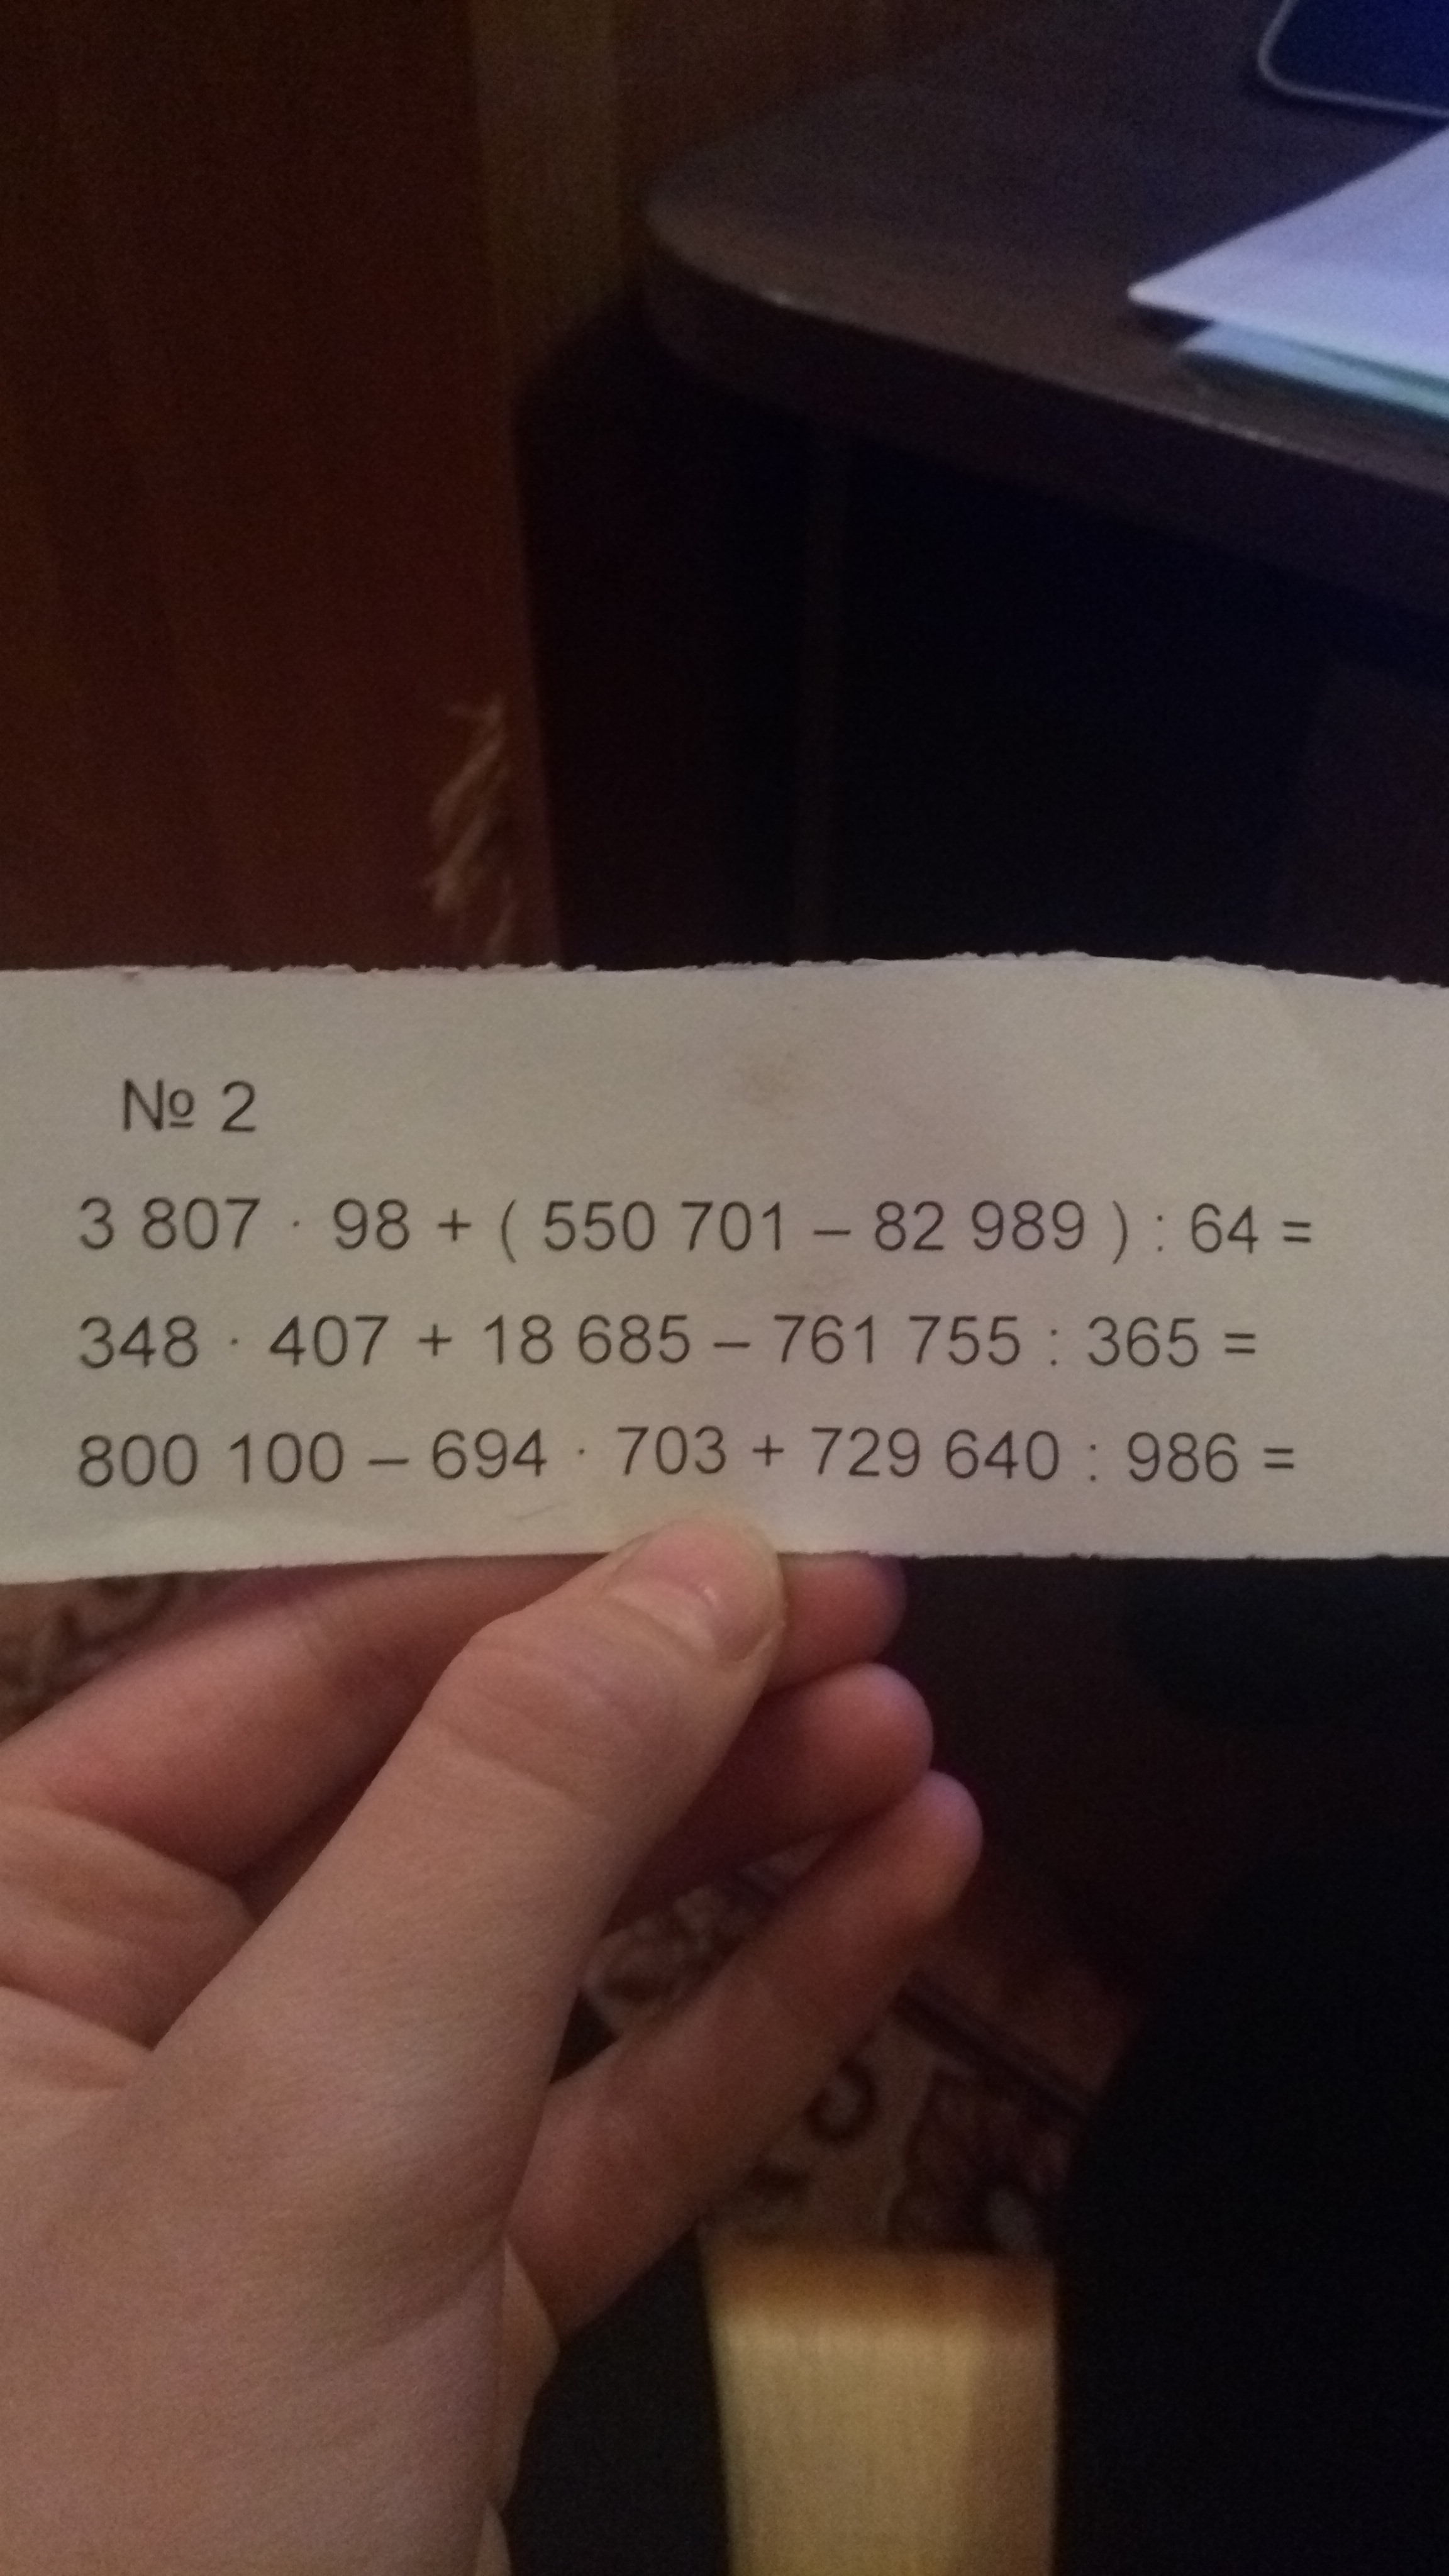 № 2
3 807 · 98 + ( 550 701 – 82 989 ) : 64 =
348 · 407 + 18 685 – 761 755 : 365 =
800 100 – 694 · 703 + 729 640 : 986 =